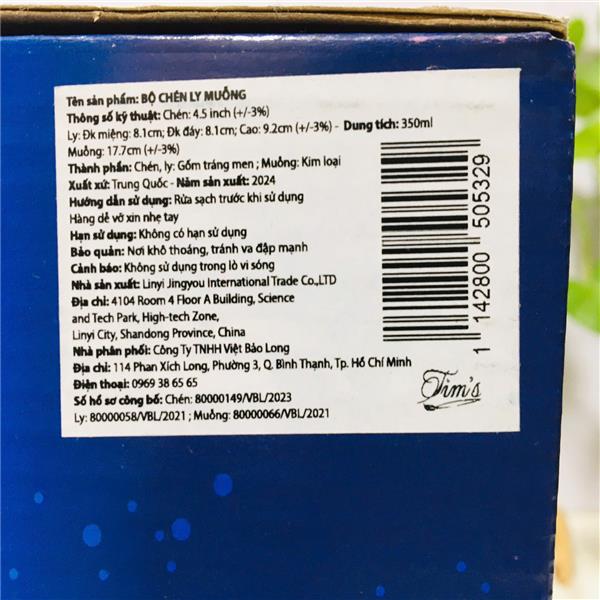 Tên sản phẩm: BỘ CHÉN LY MUỖNG
Thông số kỹ thuật: Chén: 4.5 inch (+/-3%)
Ly: Đk miệng: 8.1cm; Đk đáy: 8.1cm; Cao: 9.2cm (+/-3%) - Dung tích: 350ml
Muỗng: 17.7cm (+/-3%)
Thành phần: Chén, ly: Gốm tráng men ; Muỗng: Kim loại
Xuất xứ: Trung Quốc - Năm sản xuất: 2024
Hướng dẫn sử dụng: Rửa sạch trước khi sử dụng
Hàng dễ vỡ xin nhẹ tay
Hạn sử dụng: Không có hạn sử dụng
Bảo quản: Nơi khô thoáng, tránh va đập mạnh
Cảnh báo: Không sử dụng trong lò vi sóng
Nhà sản xuất: Linyi Jingyou International Trade Co.,LTD
Địa chỉ: 4104 Room 4 Floor A Building, Science
and Tech Park, High-tech Zone,
Linyi City, Shandong Province, China
Nhà phân phối: Công Ty TNHH Việt Bảo Long
Địa chỉ: 114 Phan Xích Long, Phường 3, Q. Bình Thạnh, Tp. Hồ Chí Minh
Điện thoại: 0969 38 65 65
Số hồ sơ công bố: Chén: 80000149/VBL/2023
Ly: 80000058/VBL/2021 ; Muỗng: 80000066/VBL/2021
1 142800 505329
Tim's